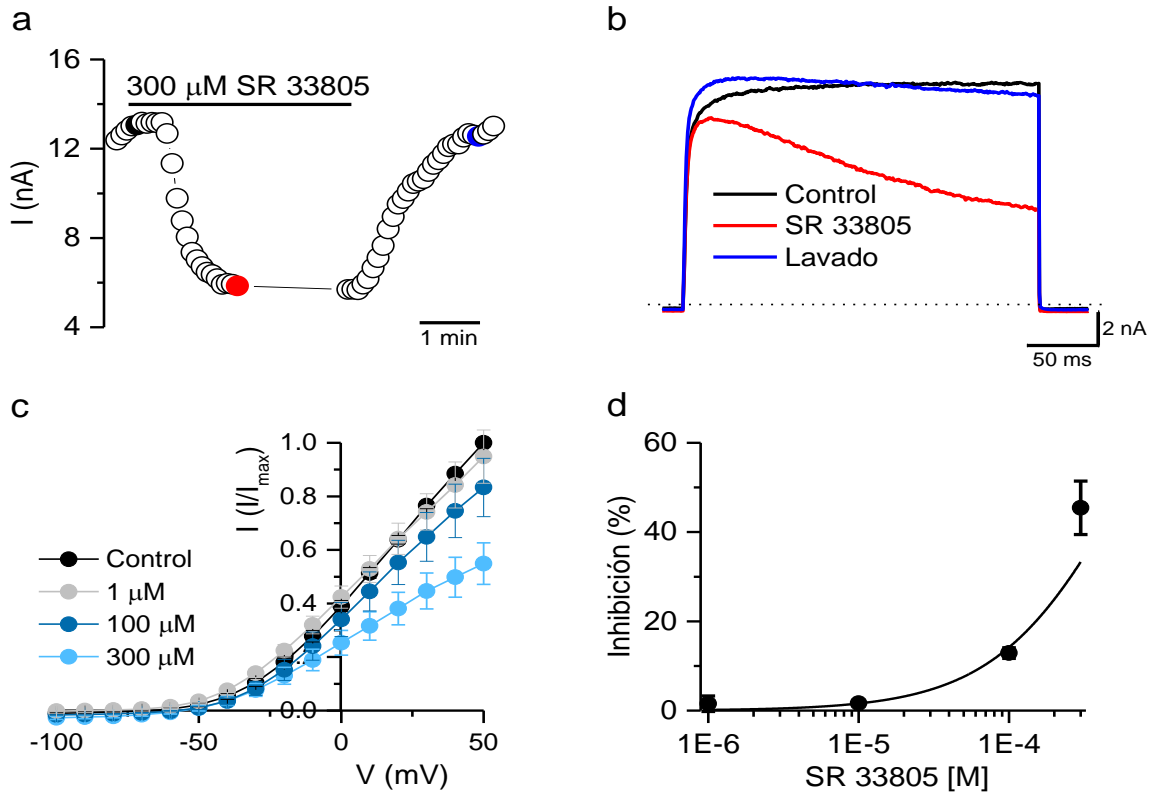 a
16
12
8
4
I (nA)
300 μM SR 33805
1 min
b
Control
SR 33805
Lavado
2 nA
50 ms
c
1.0
0.8
0.6
0.4
0.2
0.0
I (I/I_max)
Control
1 μM
100 μM
300 μM
-100
-50
0
50
V (mV)
d
60
40
20
0
Inhibición (%)
1E-6
1E-5
1E-4
SR 33805 [M]